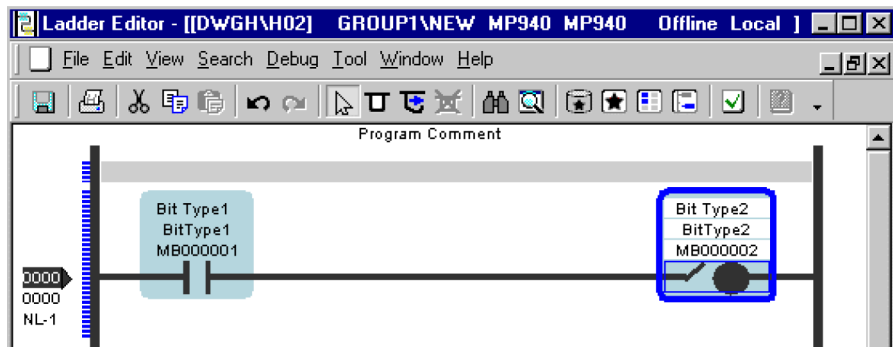 Ladder Editor - [[DWGH\H02] GROUP1\NEW MP940 MP940 Offline Local ]
File Edit View Search Debug Tool Window Help
Program Comment
Bit Type1
BitType1
MB000001
Bit Type2
BitType2
MB000002
0000
0000
NL-1